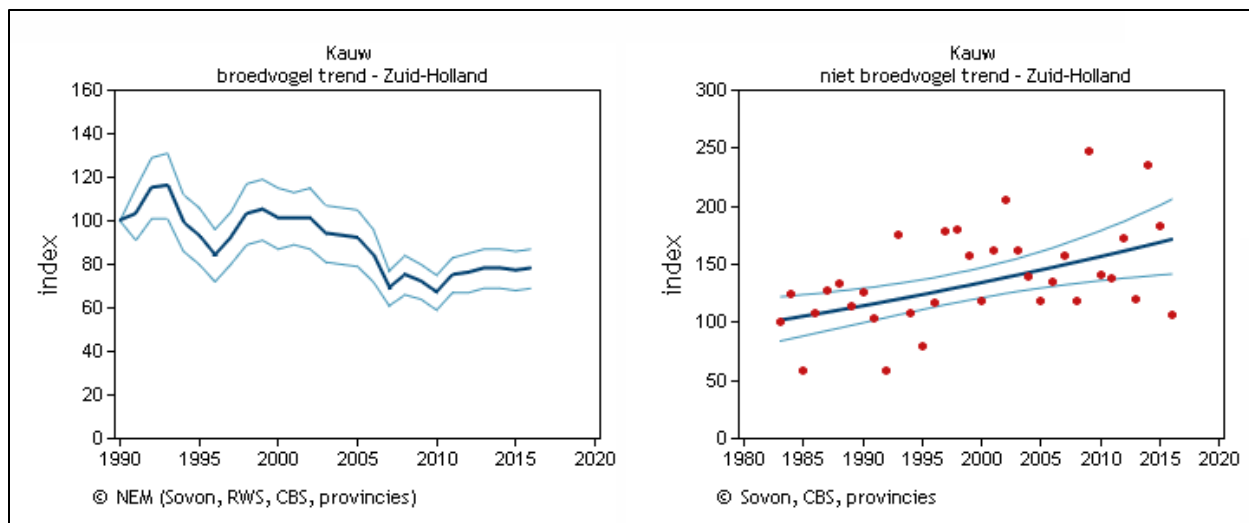 Kauw
broedvogel trend - Zuid-Holland
160
140
120
100
80
60
40
20
0
index
1990 1995 2000 2005 2010 2015 2020
© NEM (Sovon, RWS, CBS, provincies)
Kauw
niet broedvogel trend - Zuid-Holland
300
250
200
150
100
50
0
index
1980 1985 1990 1995 2000 2005 2010 2015 2020
© Sovon, CBS, provincies